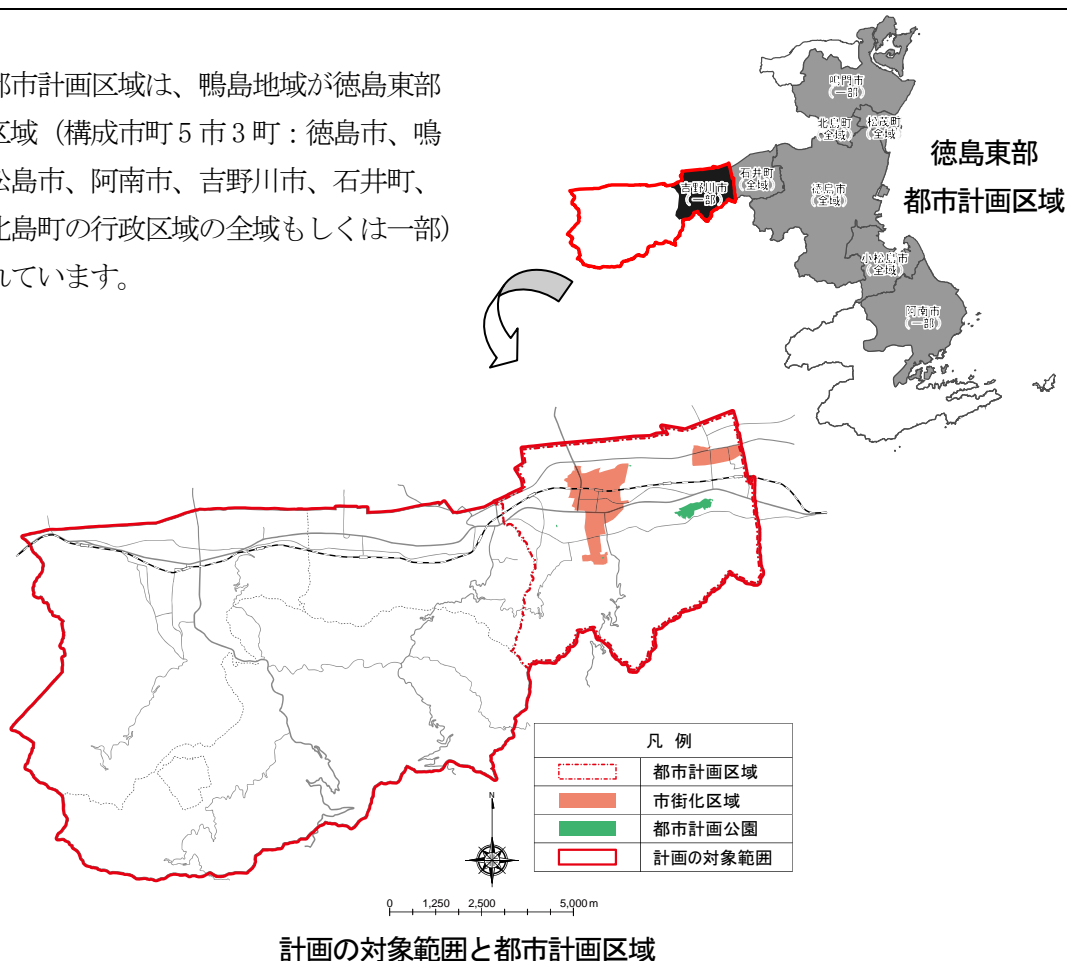 都市計画区域は、鴨島地域が徳島東部
区域（構成市町５市３町：徳島市、鳴
松島市、阿南市、吉野川市、石井町、
北島町の行政区域の全域もしくは一部）
れています。
鳴門市
（一部）
北島町
（全域）
松茂町
（全域）
徳島東部
都市計画区域
石井町
（全域）
吉野川市
（一部）
徳島市
（全域）
小松島市
（全域）
阿南市
（一部）
凡 例
都市計画区域
市街化区域
都市計画公園
計画の対象範囲
N
0 1,250 2,500 5,000m
計画の対象範囲と都市計画区域